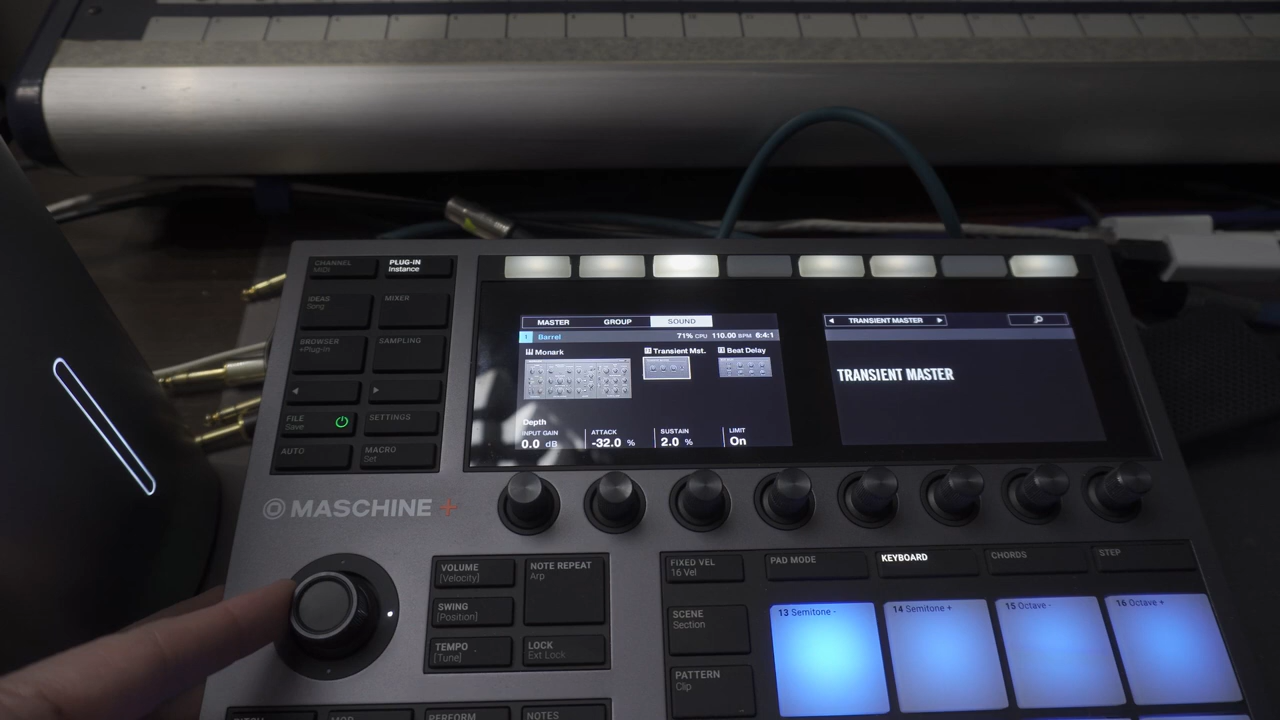 CHANNEL
MIDI
PLUG-IN
Instance
IDEAS
Song
MIXER
BROWSER
+Plug-in
SAMPLING
FILE
Save
SETTINGS
AUTO
MACRO
Set
MASTER
GROUP
SOUND
1 Barrel
71% CPU 110.00 BPM 6:4:1
Monark
Transient Mst.
Beat Delay
Depth
INPUT GAIN
0.0 dB
ATTACK
-32.0 %
SUSTAIN
2.0 %
LIMIT
On
TRANSIENT MASTER
TRANSIENT MASTER
MASCHINE +
VOLUME
[Velocity]
NOTE REPEAT
Arp
SWING
[Position]
TEMPO
[Tune]
LOCK
Ext Lock
FIXED VEL
16 Vel
PAD MODE
KEYBOARD
CHORDS
STEP
SCENE
Section
PATTERN
Clip
13 Semitone -
14 Semitone +
15 Octave -
16 Octave +
PERFORM
NOTES